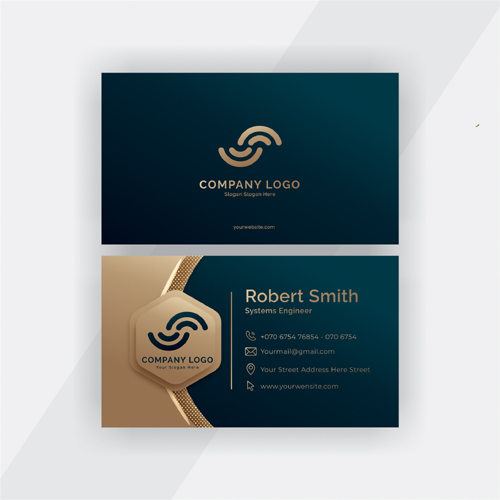 COMPANY LOGO
Slogan Slogan Here
yourwebsite.com
Robert Smith
Systems Engineer
+070 6754 76854 - 070 6754
Yourmail@gmail.com
Your Street Address Here Street
www.yourwensite.com
COMPANY LOGO
Your Slogan Here